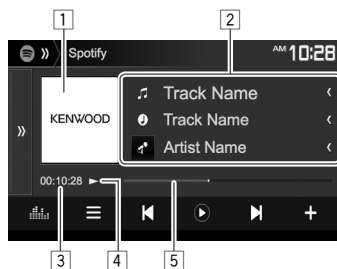 1
2
Spotify
AM 10:28
KENWOOD
Track Name
Track Name
Artist Name
00:10:28
3
4
5